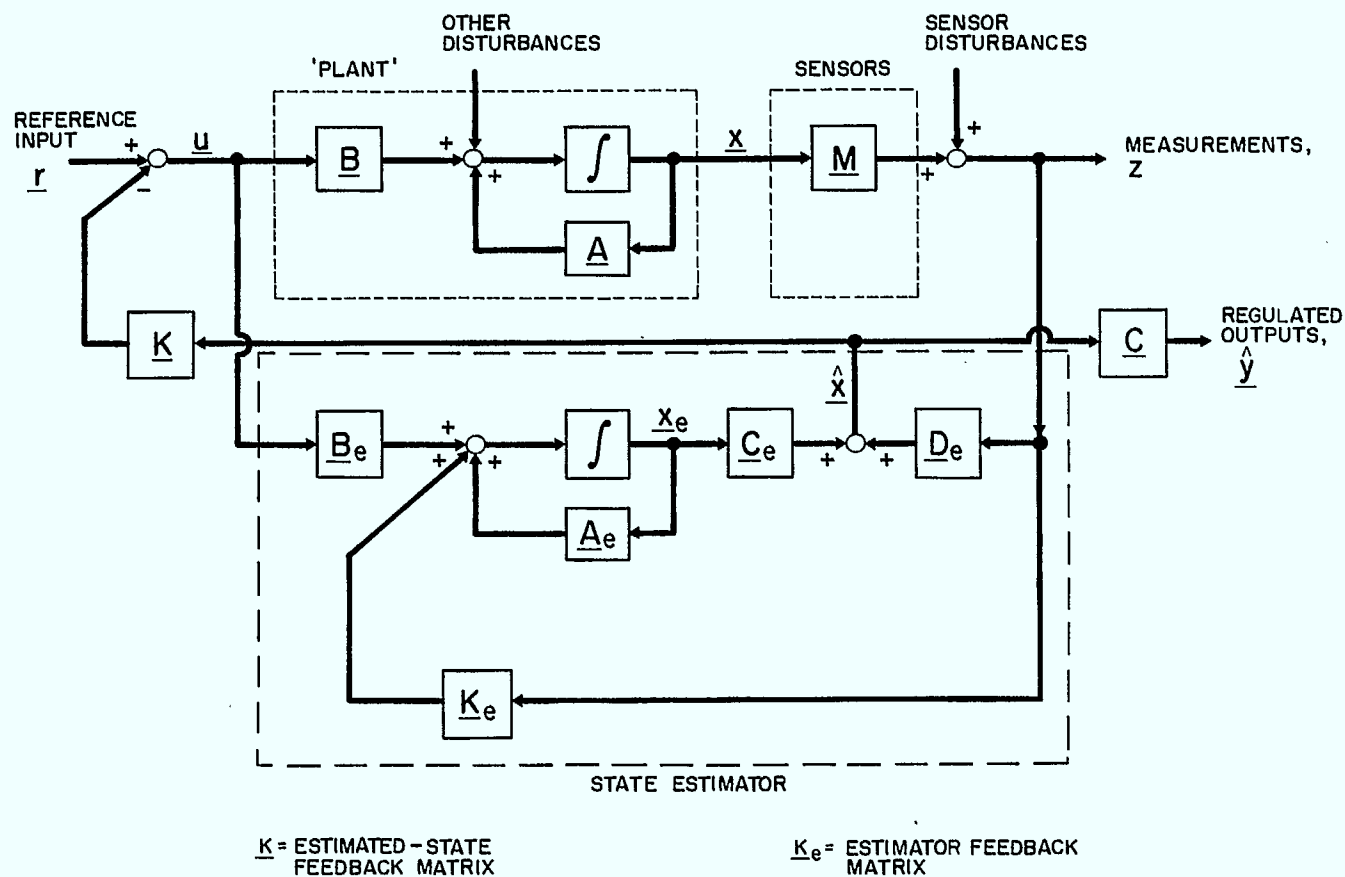 OTHER
DISTURBANCES
SENSOR
DISTURBANCES
'PLANT'
SENSORS
REFERENCE
INPUT
r
+
-
u
B
+
+
∫
A
x
M
+
+
MEASUREMENTS,
z
K
C
REGULATED
OUTPUTS,
ŷ
x̂
Be
+
+
+
∫
xe
Ce
+
+
De
Ae
Ke
STATE ESTIMATOR
K = ESTIMATED-STATE
FEEDBACK MATRIX
Ke = ESTIMATOR FEEDBACK
MATRIX